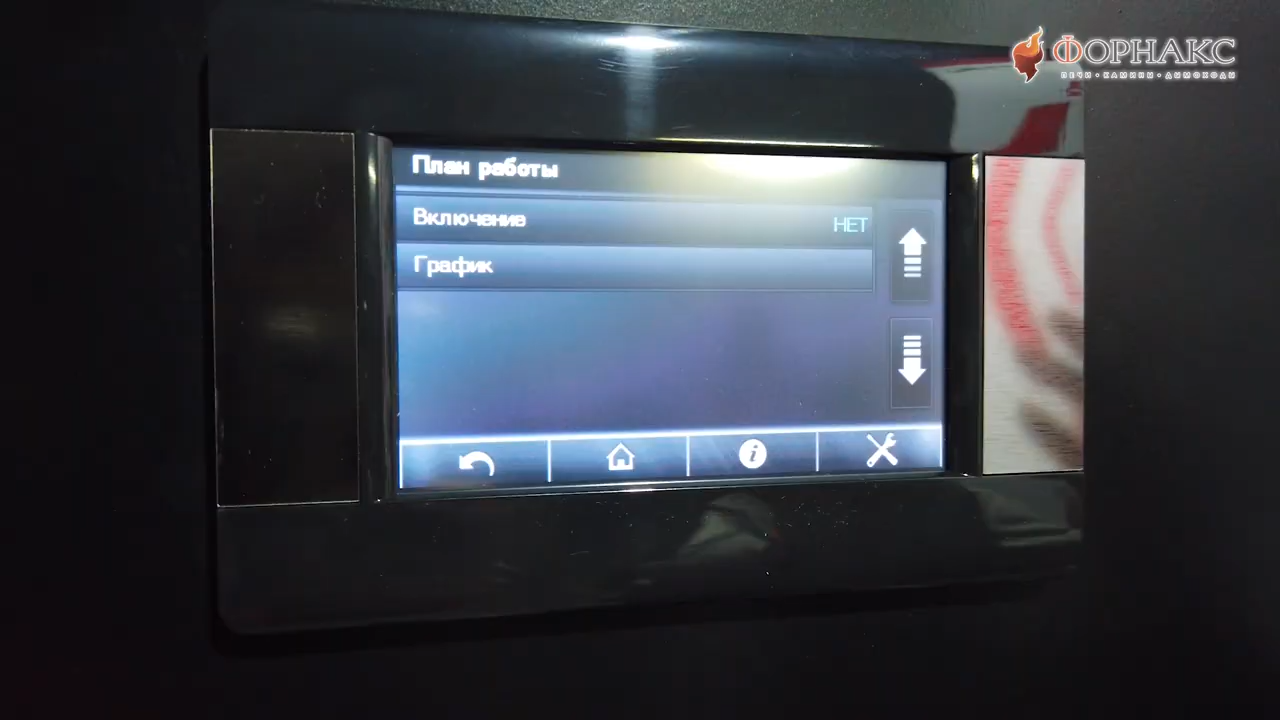 ФОРНАКС
ПЕЧИ • КАМИНЫ • ДЫМОХОДЫ
План работы
Включение НЕТ
График